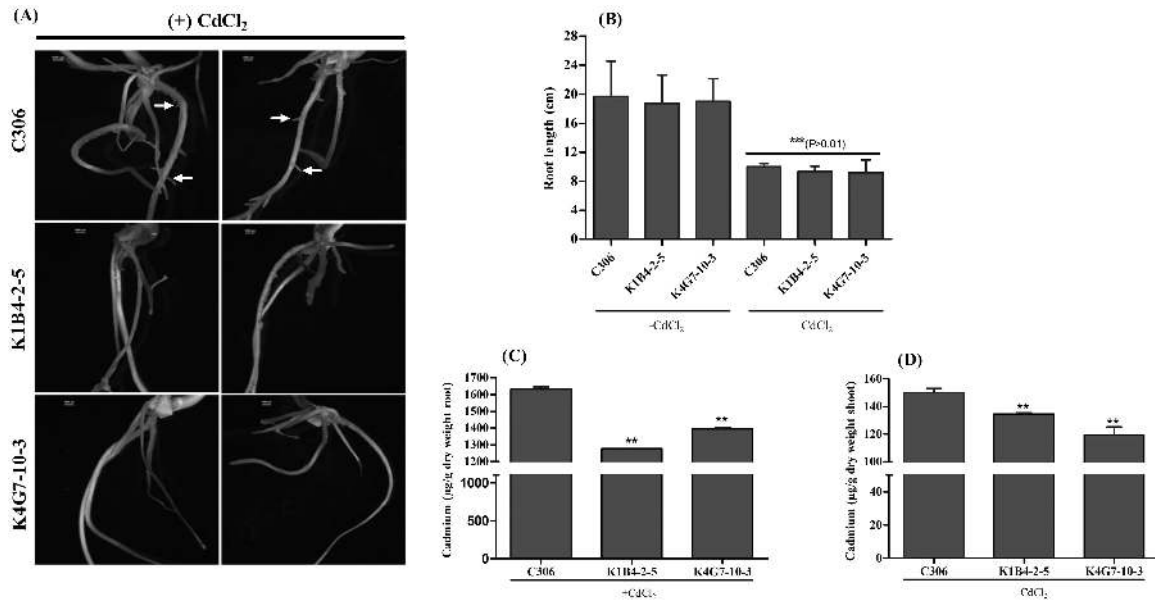 (A)
(+) CdCl₂
C306
K1B4-2-5
K4G7-10-3
(B)
Root length (cm)
28
24
20
16
12
8
4
0
***(P>0.01)
C306
K1B4-2-5
K4G7-10-3
C306
K1B4-2-5
K4G7-10-3
-CdCl₂
CdCl₂
(C)
Cadmium (µg/g dry weight root)
1700
1600
1500
1400
1300
1200
1000
500
0
**
**
C306
K1B4-2-5
K4G7-10-3
+CdCl₂
(D)
Cadmium (µg/g dry weight shoot)
160
140
120
100
60
40
20
0
**
**
C306
K1B4-2-5
K4G7-10-3
CdCl₂